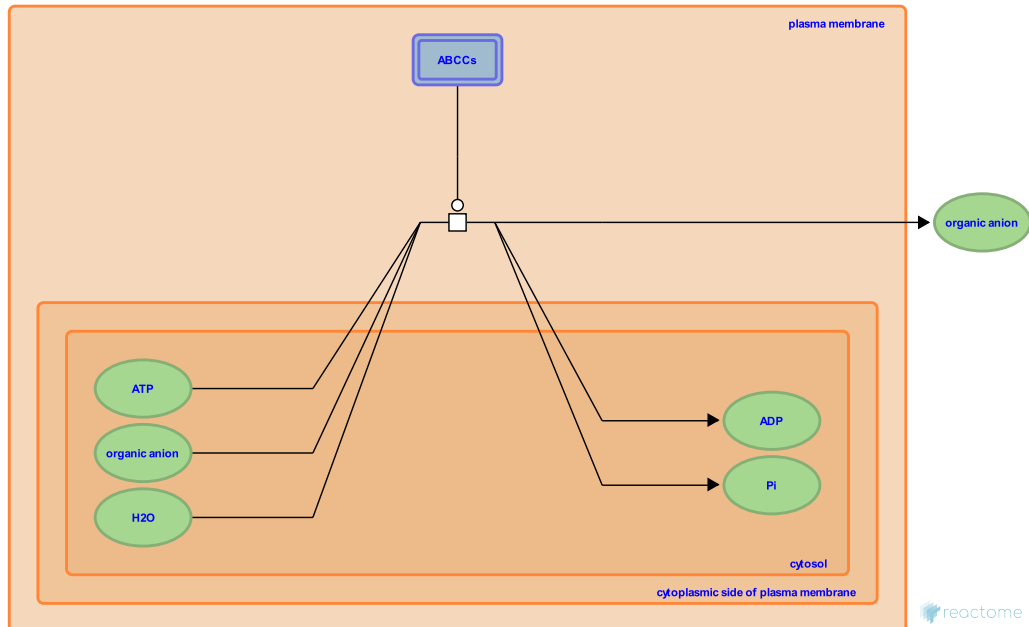 plasma membrane
ABCCs
organic anion
ATP
organic anion
H2O
ADP
Pi
cytosol
cytoplasmic side of plasma membrane
reactome